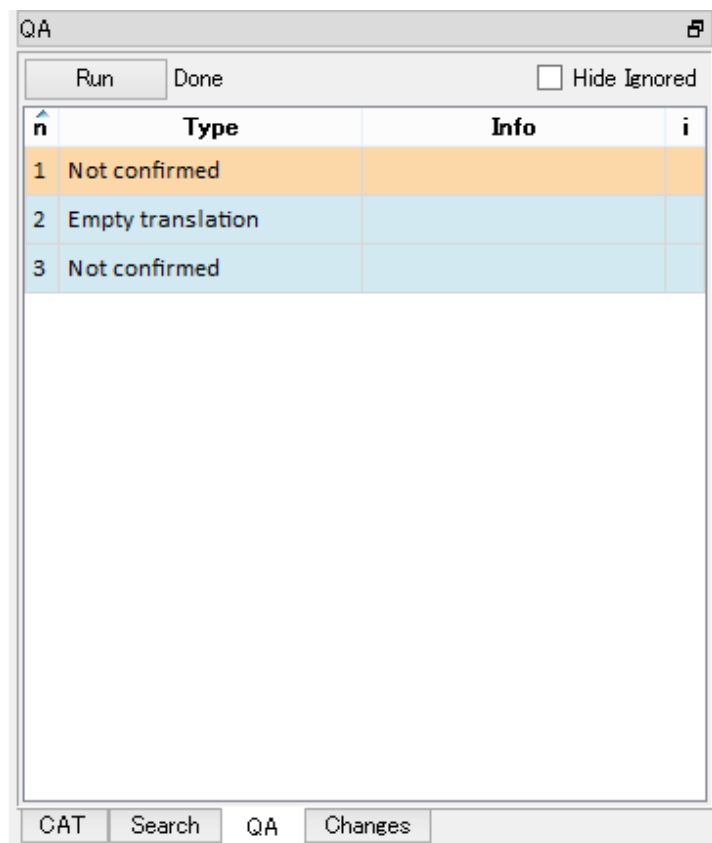 QA
Run Done Hide Ignored
n Type Info i
1 Not confirmed
2 Empty translation
3 Not confirmed
CAT Search QA Changes